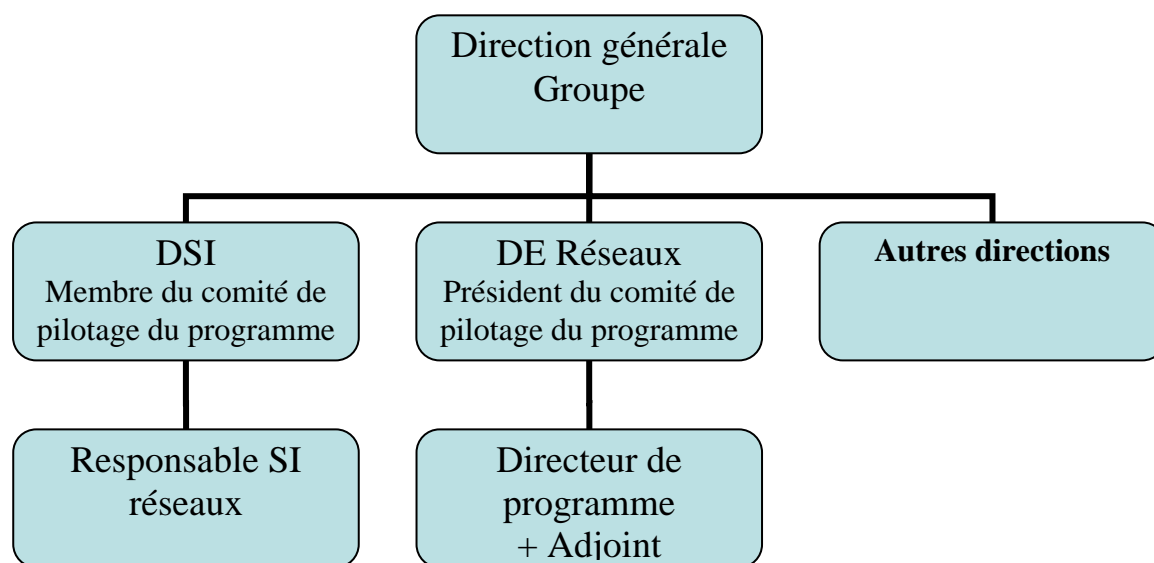 Direction générale
Groupe
DSI
Membre du comité de
pilotage du programme
DE Réseaux
Président du comité de
pilotage du programme
Autres directions
Responsable SI
réseaux
Directeur de
programme
+ Adjoint